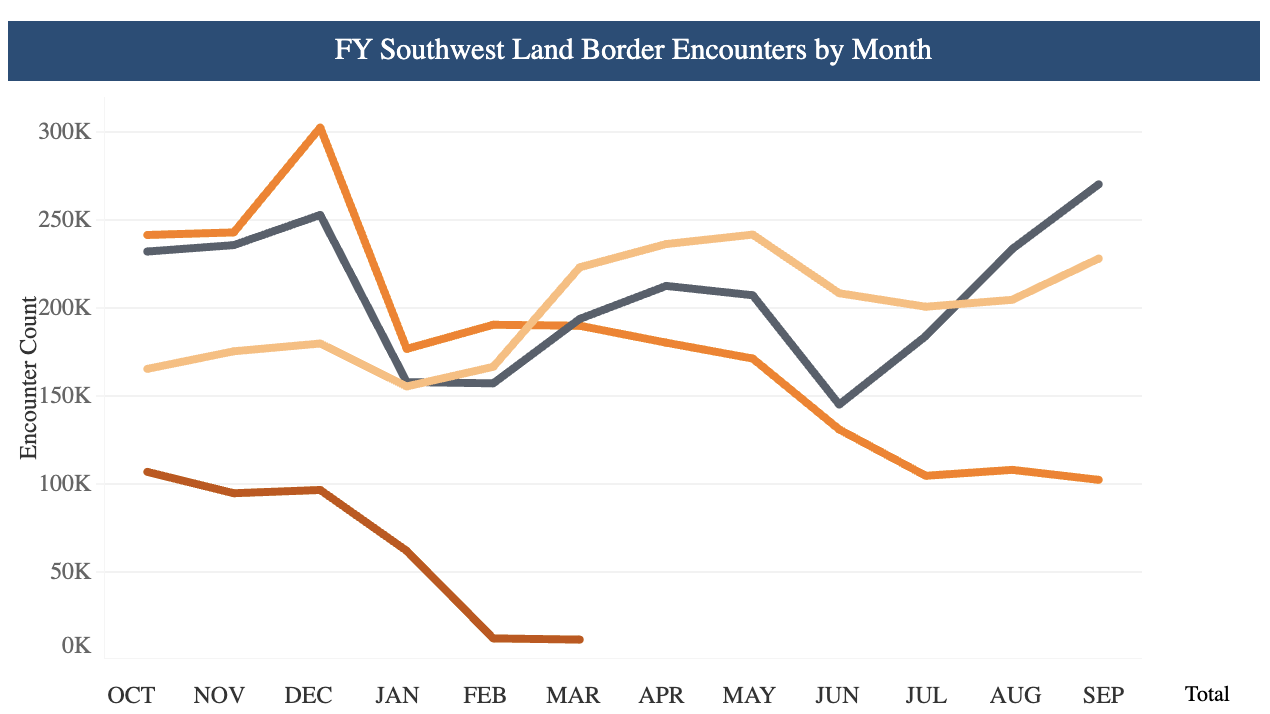 FY Southwest Land Border Encounters by Month
Encounter Count
300K
250K
200K
150K
100K
50K
0K
OCT NOV DEC JAN FEB MAR APR MAY JUN JUL AUG SEP Total